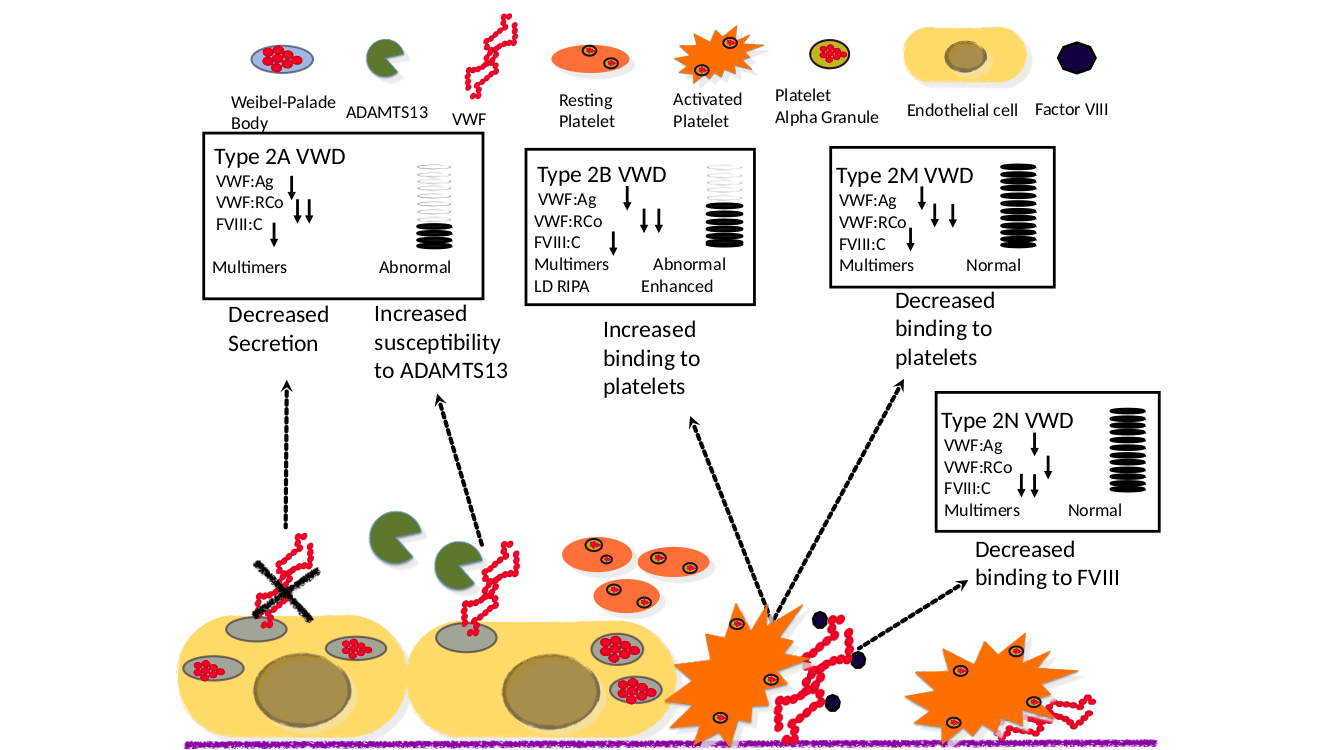 Weibel-Palade
Body
ADAMTS13
VWF
Resting
Platelet
Activated
Platelet
Platelet
Alpha Granule
Endothelial cell
Factor VIII
Type 2A VWD
VWF:Ag
VWF:RCo
FVIII:C
Multimers Abnormal
Decreased
Secretion
Increased
susceptibility
to ADAMTS13
Type 2B VWD
VWF:Ag
VWF:RCo
FVIII:C
Multimers Abnormal
LD RIPA Enhanced
Increased
binding to
platelets
Type 2M VWD
VWF:Ag
VWF:RCo
FVIII:C
Multimers Normal
Decreased
binding to
platelets
Type 2N VWD
VWF:Ag
VWF:RCo
FVIII:C
Multimers Normal
Decreased
binding to FVIII